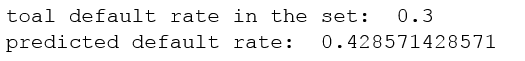 toal default rate in the set:  0.3
predicted default rate:  0.428571428571